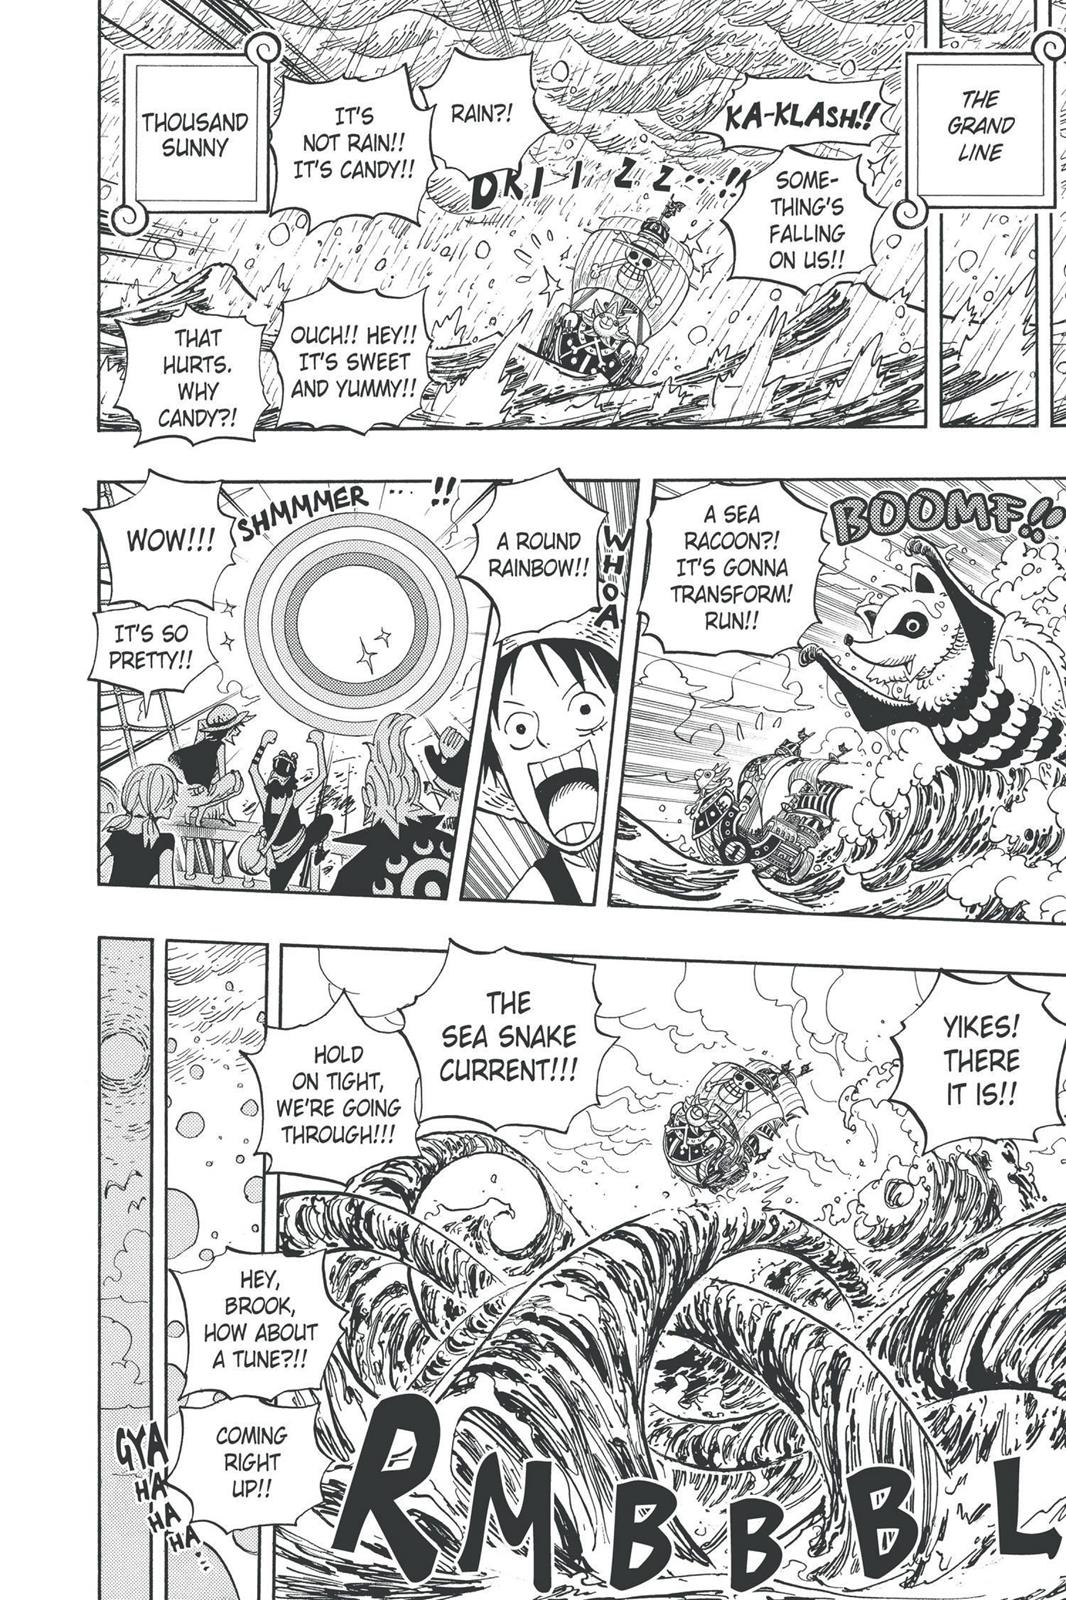 THE
GRAND
LINE
KA-KLASH!!
SOME-
THING'S
FALLING
ON US!!
RAIN?!
DRIIZZ...!!
IT'S
NOT RAIN!!
IT'S CANDY!!
THOUSAND
SUNNY
OUCH!! HEY!!
IT'S SWEET
AND YUMMY!!
THAT
HURTS.
WHY
CANDY?!
BOOMF!!
A SEA
RACOON?!
IT'S GONNA
TRANSFORM!
RUN!!
WHOA
A ROUND
RAINBOW!!
SHMMMER...!!
WOW!!!
IT'S SO
PRETTY!!
YIKES!
THERE
IT IS!!
THE
SEA SNAKE
CURRENT!!!
HOLD
ON TIGHT,
WE'RE GOING
THROUGH!!!
RMBBBL
HEY,
BROOK,
HOW ABOUT
A TUNE?!!
COMING
RIGHT
UP!!
GYA
HA
HA
HA...